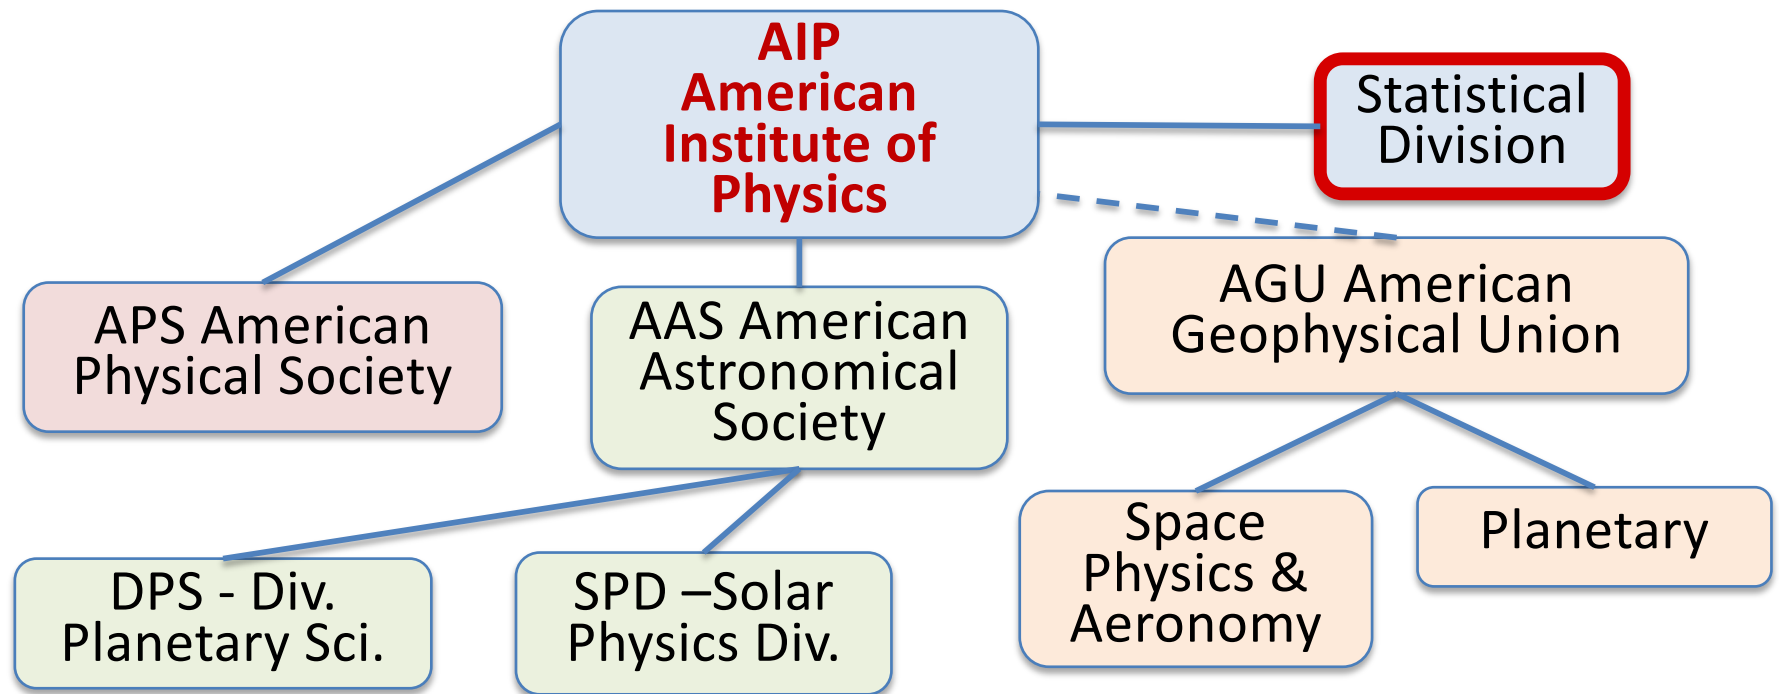 AIP
American
Institute of
Physics
Statistical
Division
APS American
Physical Society
AAS American
Astronomical
Society
AGU American
Geophysical Union
DPS - Div.
Planetary Sci.
SPD –Solar
Physics Div.
Space
Physics &
Aeronomy
Planetary